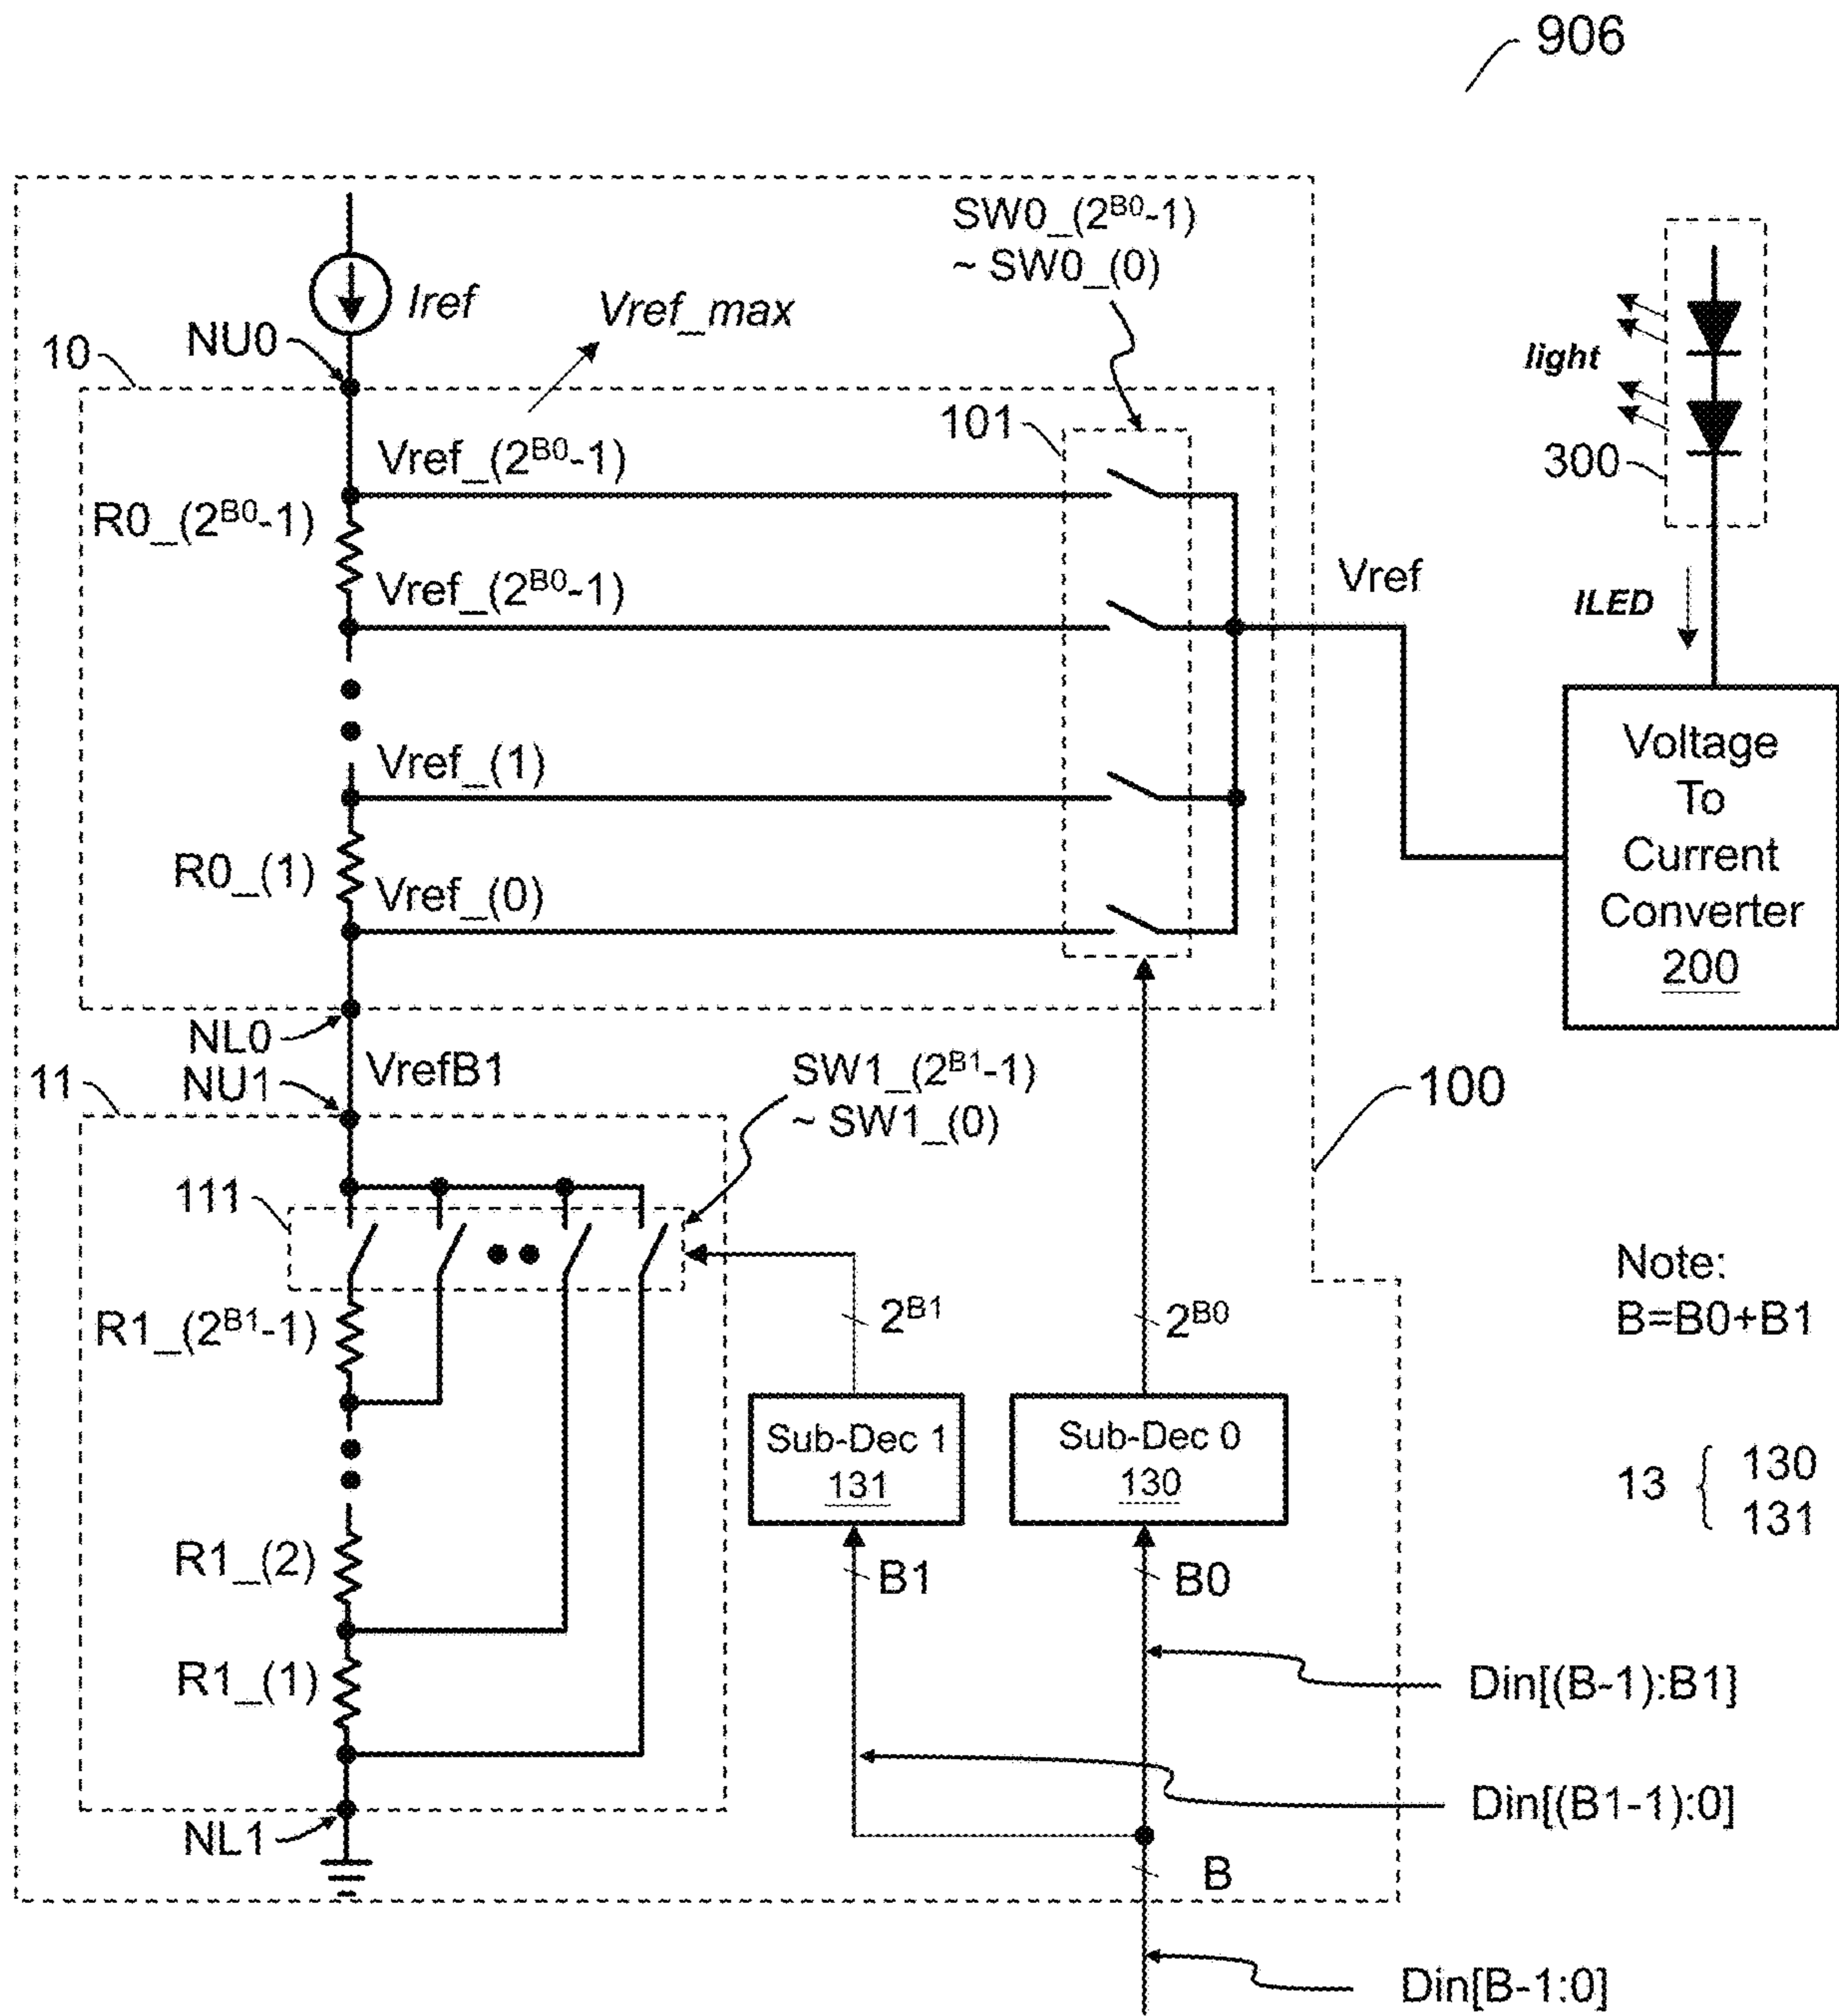 906
SW0_(2^B0-1)
~ SW0_(0)
Iref
Vref_max
NU0
10
light
101
Vref_(2^B0-1)
300
R0_(2^B0-1)
Vref_(2^B0-1)
Vref
ILED
Vref_(1)
Voltage
To
Current
Converter
200
R0_(1)
Vref_(0)
NL0
VrefB1
NU1
11
SW1_(2^B1-1)
~ SW1_(0)
100
111
Note:
B=B0+B1
2^B1
2^B0
R1_(2^B1-1)
Sub-Dec 1
131
Sub-Dec 0
130
13 { 130
131
R1_(2)
B1
B0
R1_(1)
Din[(B-1):B1]
Din[(B1-1):0]
NL1
B
Din[B-1:0]